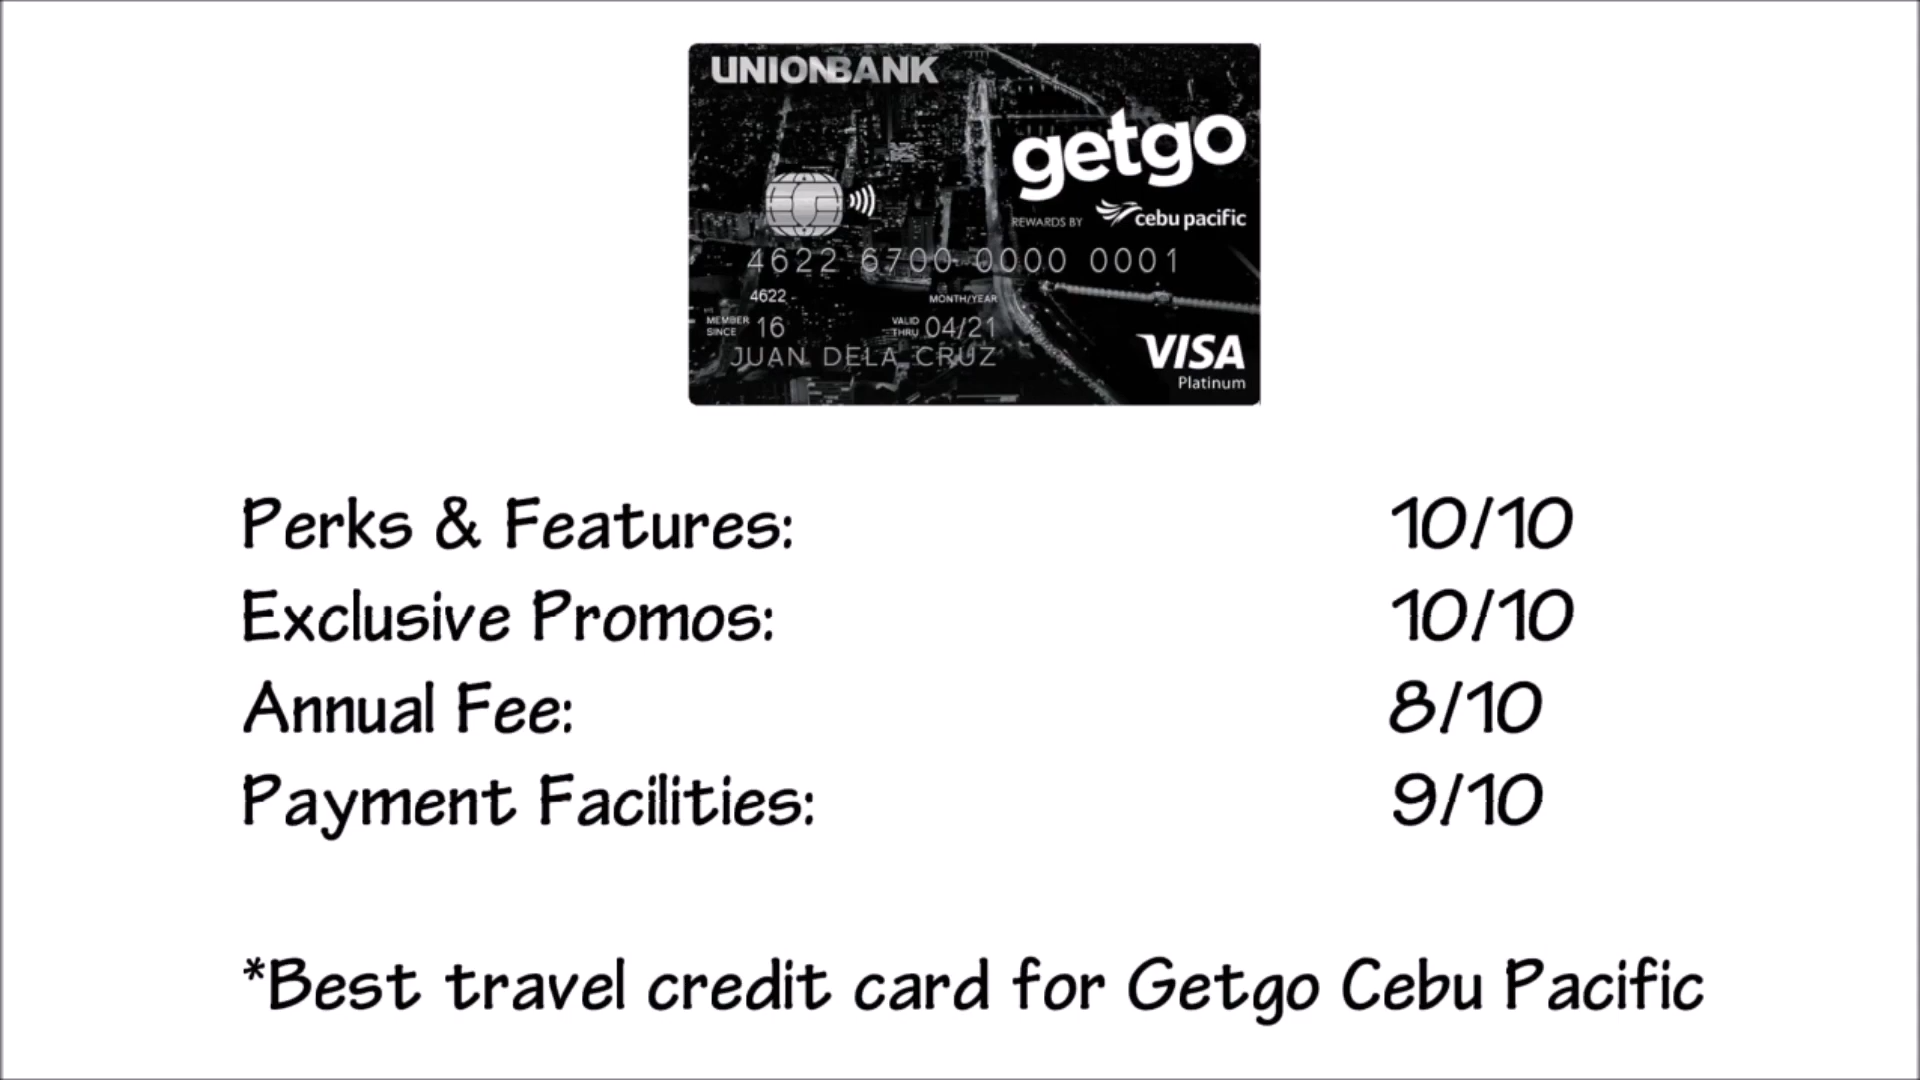 UNIONBANK
getgo
REWARDS BY cebu pacific
4622 6700 0000 0001
4622
MONTH/YEAR
MEMBER SINCE 16 VALID THRU 04/21
JUAN DELA CRUZ
VISA
Platinum
Perks & Features: 10/10
Exclusive Promos: 10/10
Annual Fee: 8/10
Payment Facilities: 9/10
*Best travel credit card for Getgo Cebu Pacific